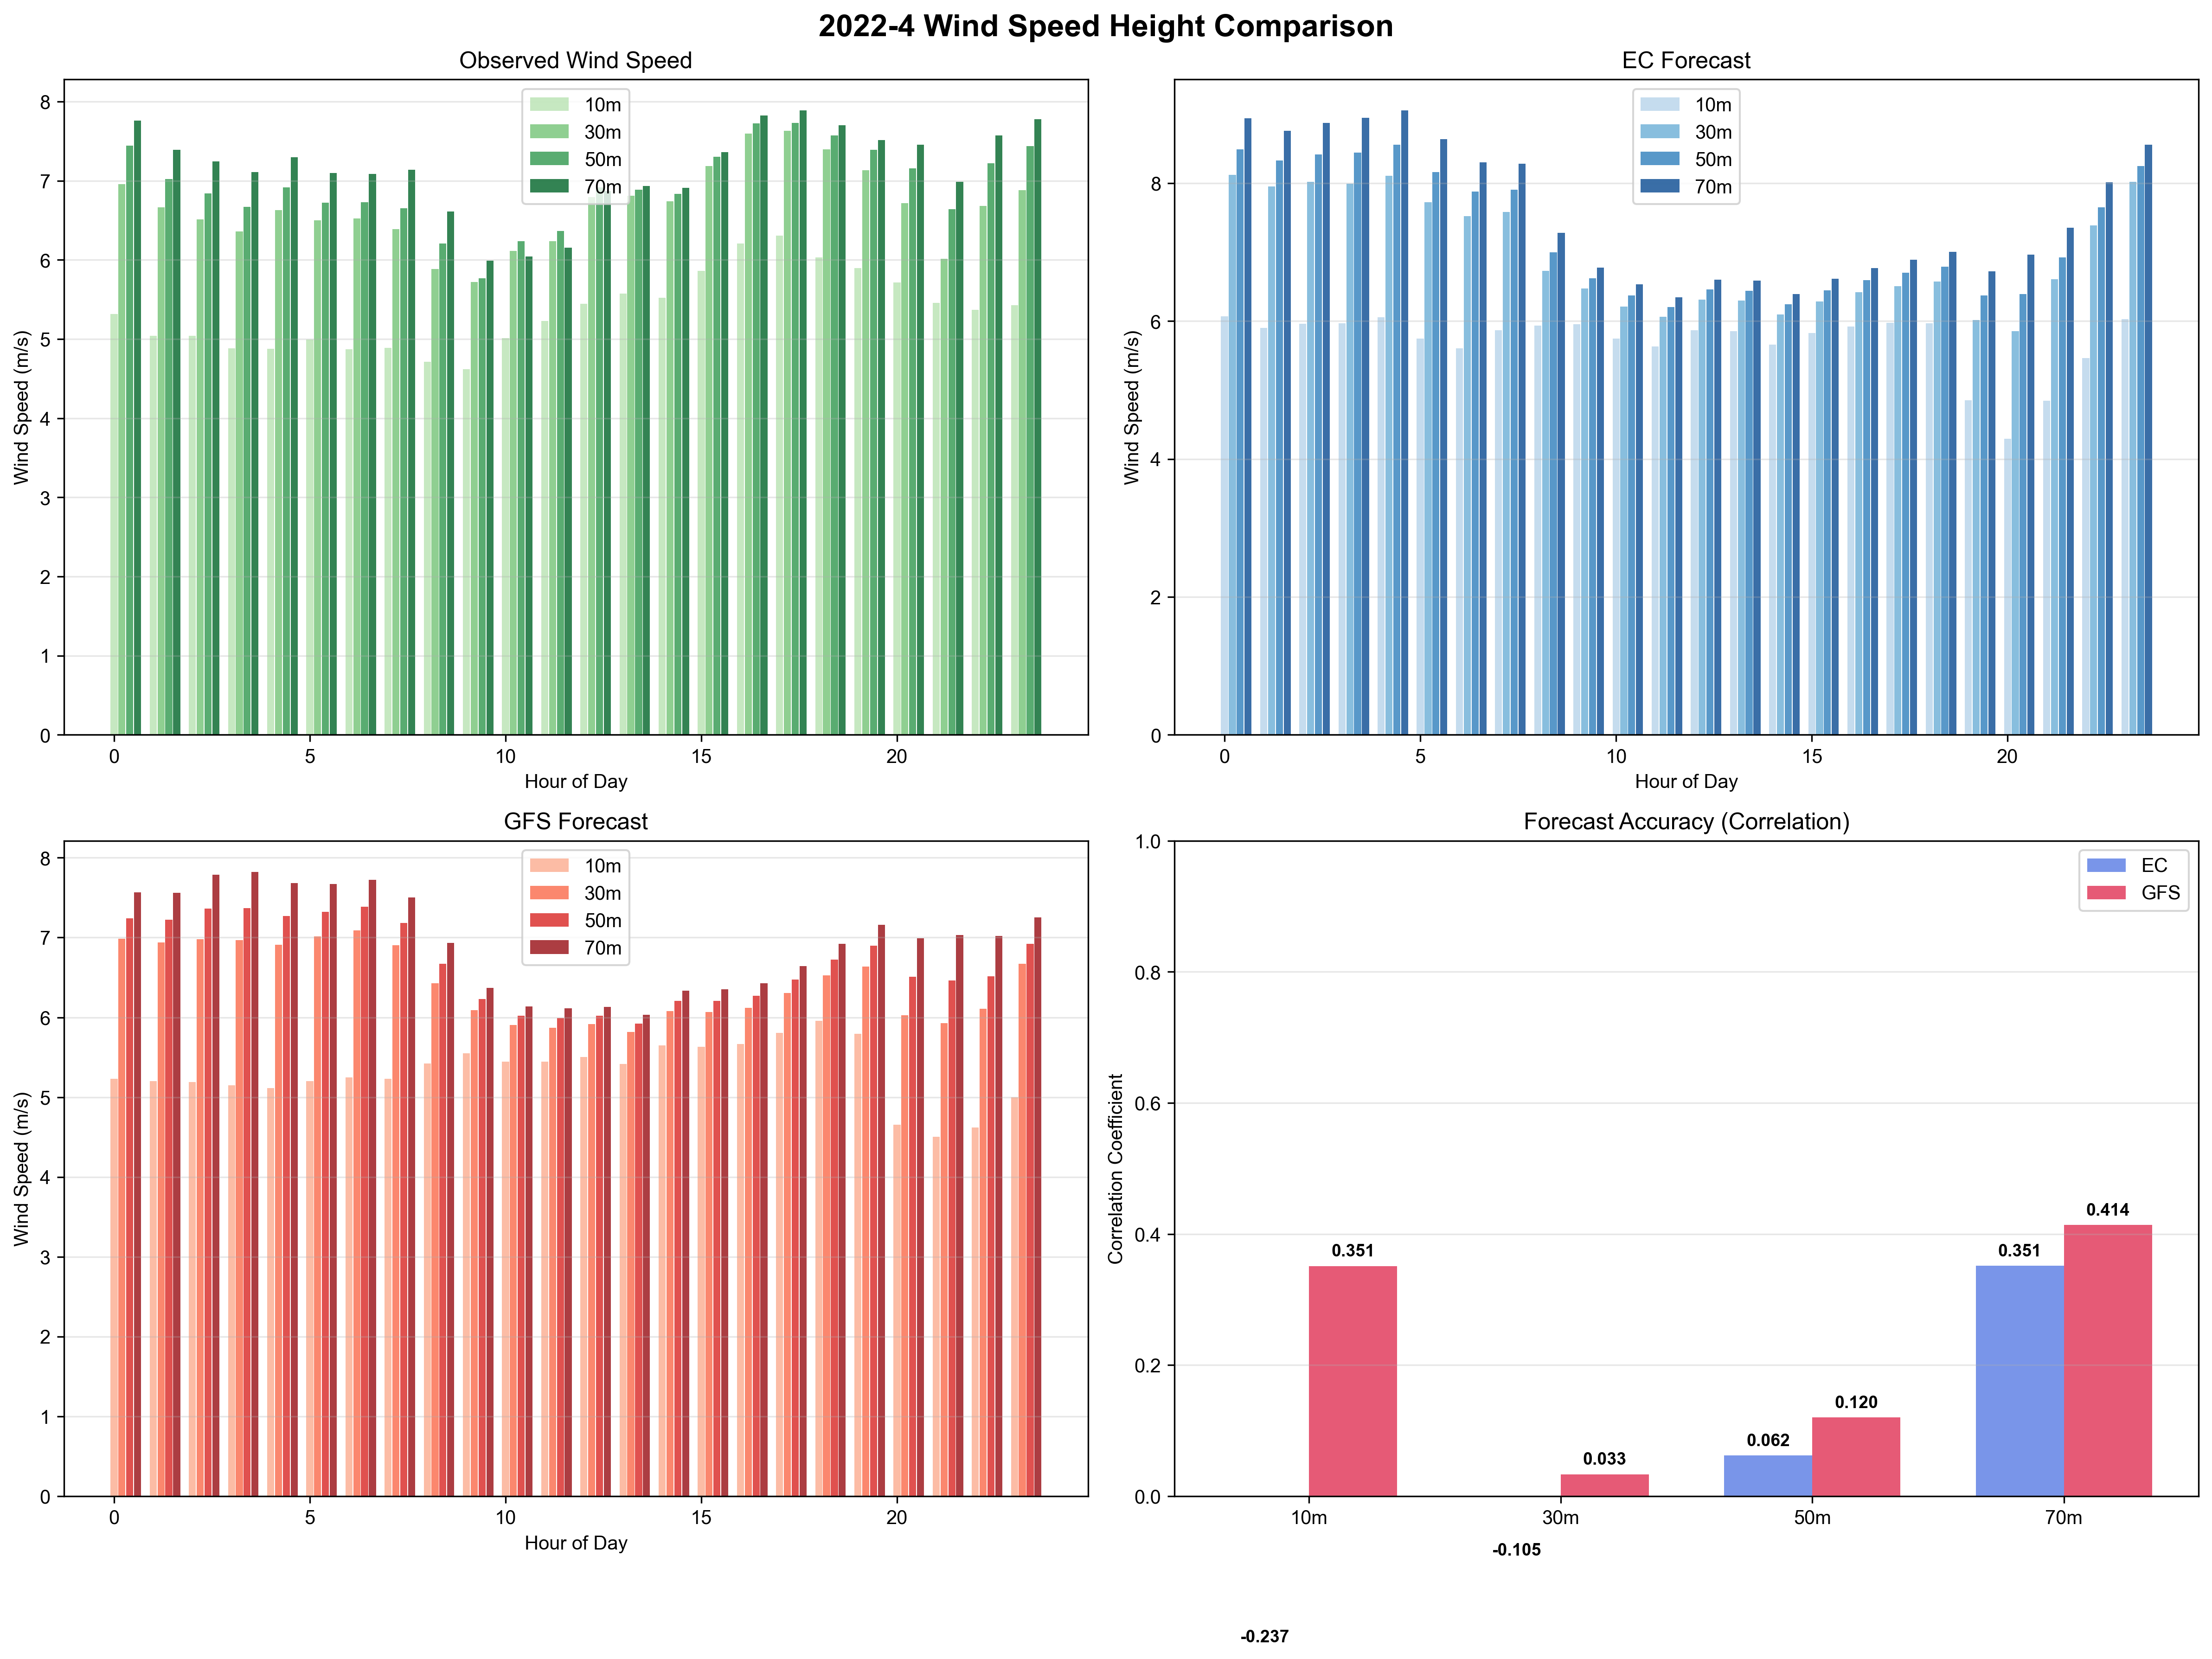 2022-4 Wind Speed Height Comparison
Observed Wind Speed
10m
30m
50m
70m
Wind Speed (m/s)
8
7
6
5
4
3
2
1
0
0 5 10 15 20
Hour of Day
EC Forecast
10m
30m
50m
70m
Wind Speed (m/s)
8
6
4
2
0
0 5 10 15 20
Hour of Day
GFS Forecast
10m
30m
50m
70m
Wind Speed (m/s)
8
7
6
5
4
3
2
1
0
0 5 10 15 20
Hour of Day
Forecast Accuracy (Correlation)
EC
GFS
Correlation Coefficient
1.0
0.8
0.6
0.4
0.2
0.0
0.351
0.033
0.062
0.120
0.351
0.414
10m 30m 50m 70m
-0.105
-0.237